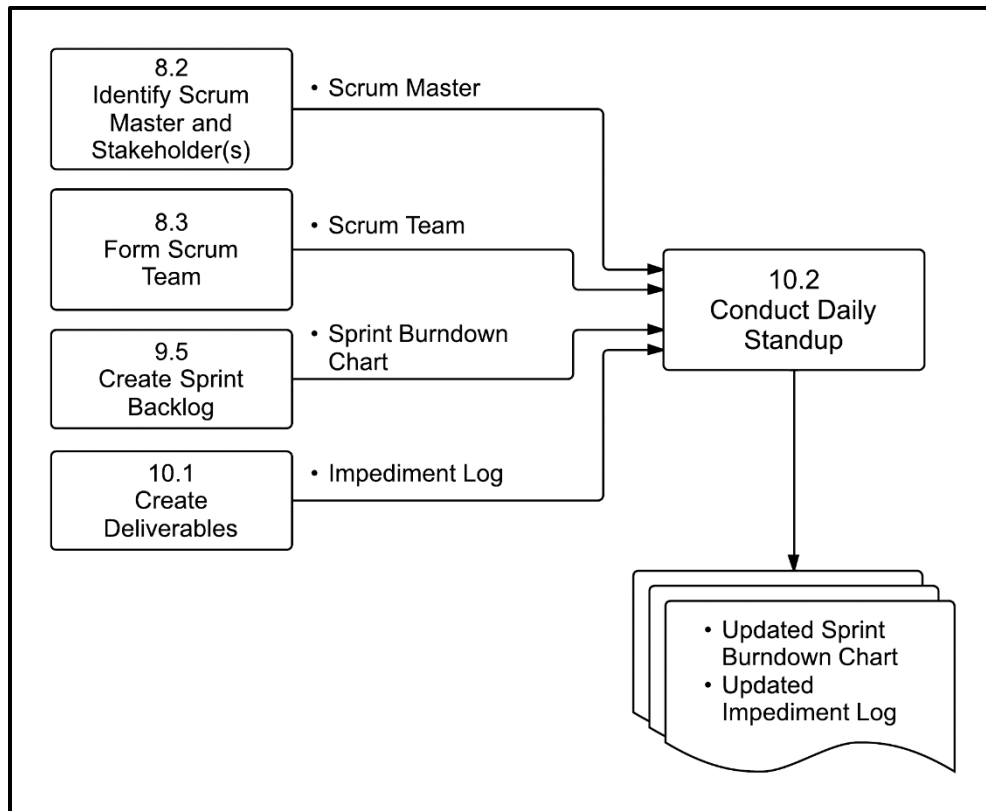 8.2
Identify Scrum
Master and
Stakeholder(s)
• Scrum Master
8.3
Form Scrum
Team
• Scrum Team
9.5
Create Sprint
Backlog
• Sprint Burndown
Chart
10.1
Create
Deliverables
• Impediment Log
10.2
Conduct Daily
Standup
• Updated Sprint
Burndown Chart
• Updated
Impediment Log